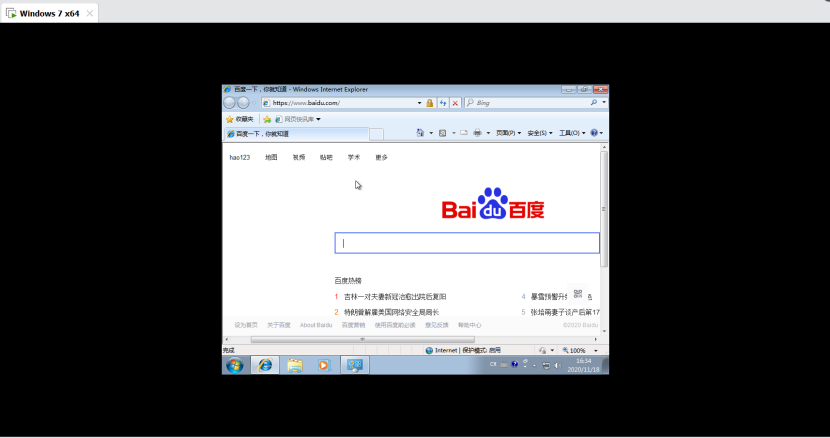 Windows 7 x64
百度一下，你就知道 - Windows Internet Explorer
https://www.baidu.com/
Bing
收藏夹 网页快讯库
百度一下，你就知道 页面(P) 安全(S) 工具(O)
hao123 地图 视频 贴吧 学术 更多
Bai du 百度
百度热榜
1 吉林一对夫妻新冠治愈出院后复阳 4 暴雪预警升
2 特朗普解雇美国网络安全局局长 5 张培萌妻子谈产后第17
设为首页 关于百度 About Baidu 百度营销 使用百度前必读 意见反馈 帮助中心 ©2020 Baidu
完成 Internet | 保护模式: 启用 100%
CH 16:34
2020/11/18